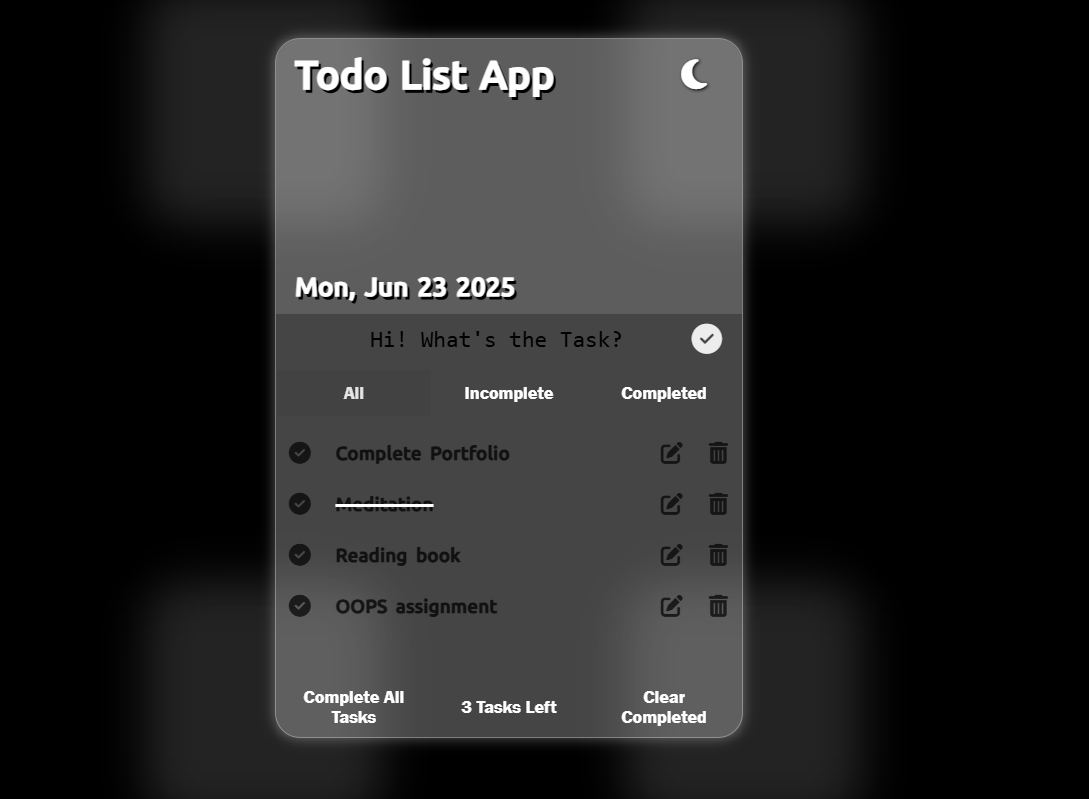 Todo List App
Mon, Jun 23 2025
Hi! What's the Task?
All Incomplete Completed
Complete Portfolio
Meditation
Reading book
OOPS assignment
Complete All
Tasks
3 Tasks Left
Clear
Completed